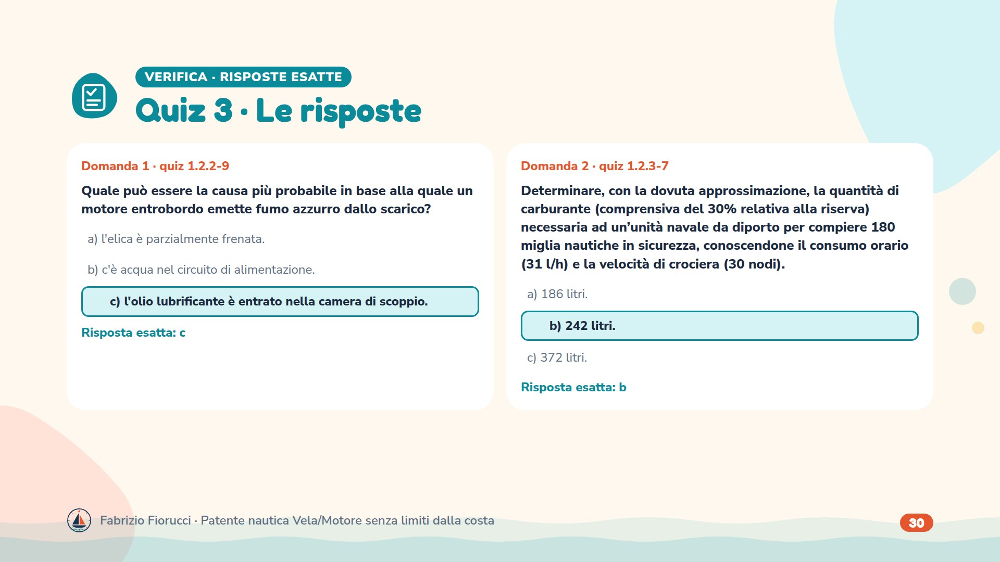 VERIFICA · RISPOSTE ESATTE
Quiz 3 · Le risposte
Domanda 1 · quiz 1.2.2-9
Quale può essere la causa più probabile in base alla quale un
motore entrobordo emette fumo azzurro dallo scarico?
a) l'elica è parzialmente frenata.
b) c'è acqua nel circuito di alimentazione.
c) l'olio lubrificante è entrato nella camera di scoppio.
Risposta esatta: c
Domanda 2 · quiz 1.2.3-7
Determinare, con la dovuta approssimazione, la quantità di
carburante (comprensiva del 30% relativa alla riserva)
necessaria ad un’unità navale da diporto per compiere 180
miglia nautiche in sicurezza, conoscendone il consumo orario
(31 l/h) e la velocità di crociera (30 nodi).
a) 186 litri.
b) 242 litri.
c) 372 litri.
Risposta esatta: b
Fabrizio Fiorucci · Patente nautica Vela/Motore senza limiti dalla costa
30